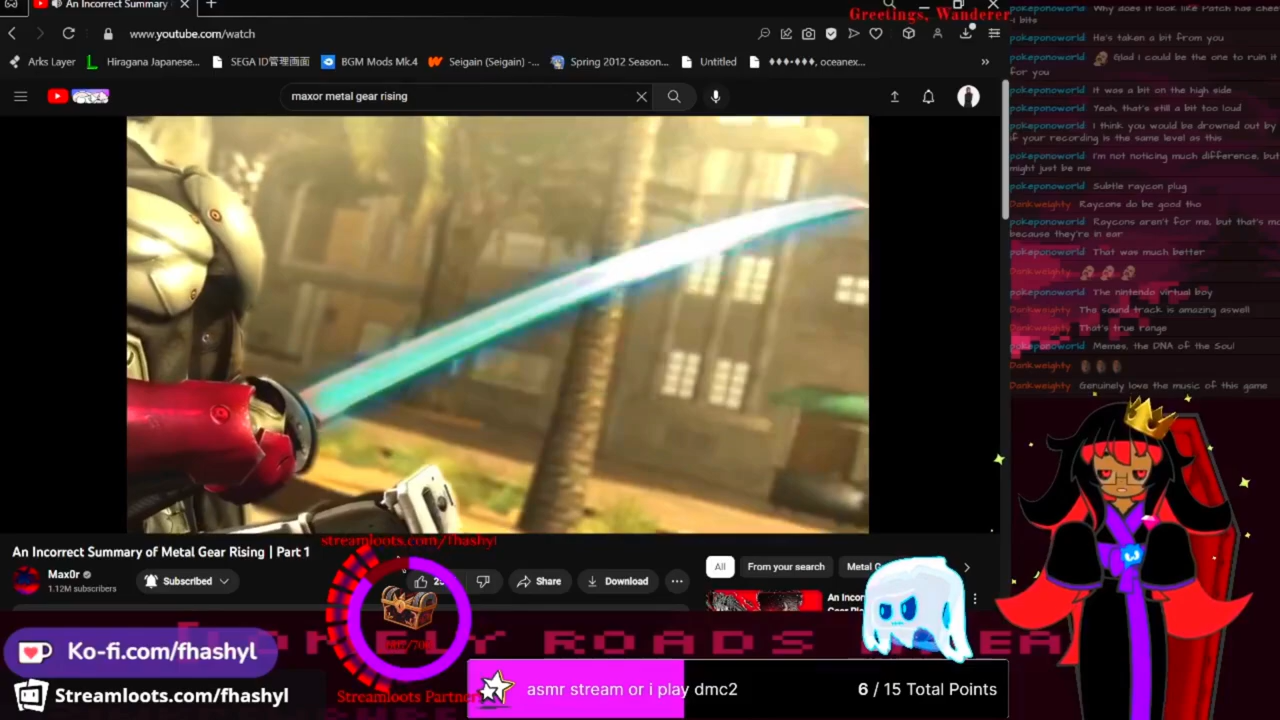 An Incorrect Summary
Greetings, Wanderer
www.youtube.com/watch
Arks Layer
Hiragana Japanese...
SEGA ID管理画面
BGM Mods Mk.4
Seigain (Seigain) -...
Spring 2012 Season...
Untitled
oceanex...
maxor metal gear rising
An Incorrect Summary of Metal Gear Rising | Part 1
streamloots.com/fhashyl
Max0r
1.12M subscribers
Subscribed
Share
Download
All
From your search
Metal G
An Incor
Ko-fi.com/fhashyl
Streamloots.com/fhashyl
Streamloots Partner
asmr stream or i play dmc2
6 / 15 Total Points
pokeponoworld Why does it look like Patch has
pokeponoworld He's taken a bit from you
pokeponoworld Glad I could be the one to ruin it
for you
pokeponoworld It was a bit on the high side
pokeponoworld Yeah, that's still a bit too loud
pokeponoworld I think you would be drowned out by
if your recording is the same level as this
pokeponoworld I'm not noticing much difference, but
might just be me
pokeponoworld Subtle raycon plug
Dankweighty Raycons do be good tho
pokeponoworld Raycons aren't for me, but that's
because they're in ear
pokeponoworld That was much better
Dankweighty
pokeponoworld The nintendo virtual boy
Dankweighty The sound track is amazing aswell
Dankweighty That's true range
pokeponoworld Memes, the DNA of the Soul
Dankweighty
Dankweighty Genuinely love the music of this game